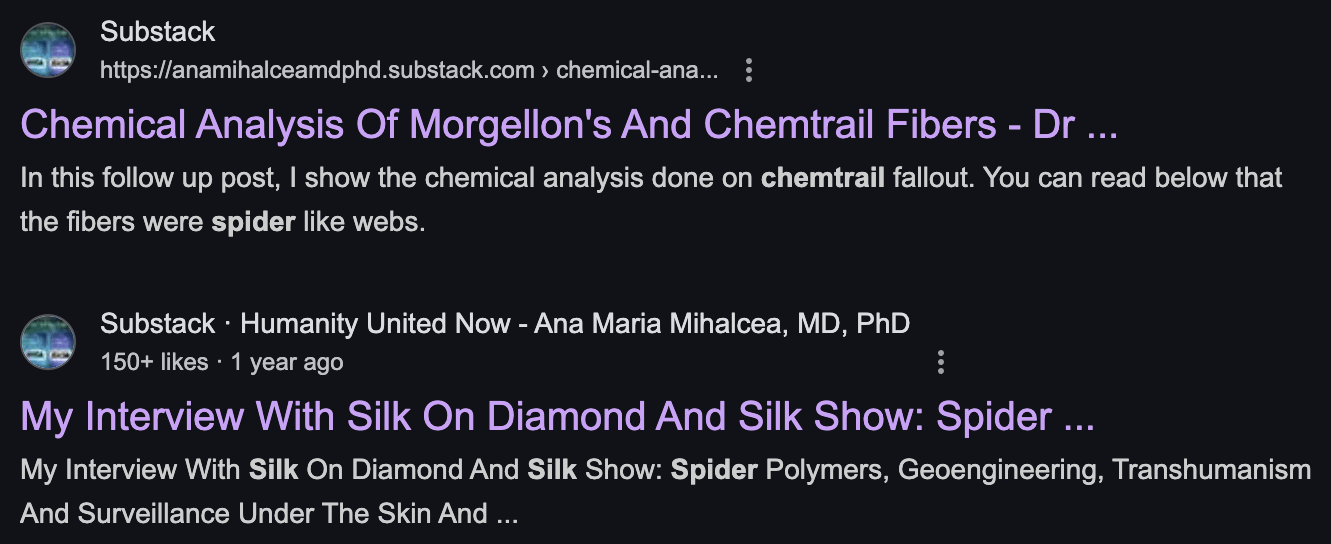 Substack
https://anamihalceamdphd.substack.com › chemical-ana...
Chemical Analysis Of Morgellon's And Chemtrail Fibers - Dr ...
In this follow up post, I show the chemical analysis done on chemtrail fallout. You can read below that
the fibers were spider like webs.
Substack · Humanity United Now - Ana Maria Mihalcea, MD, PhD
150+ likes · 1 year ago
My Interview With Silk On Diamond And Silk Show: Spider ...
My Interview With Silk On Diamond And Silk Show: Spider Polymers, Geoengineering, Transhumanism
And Surveillance Under The Skin And ...